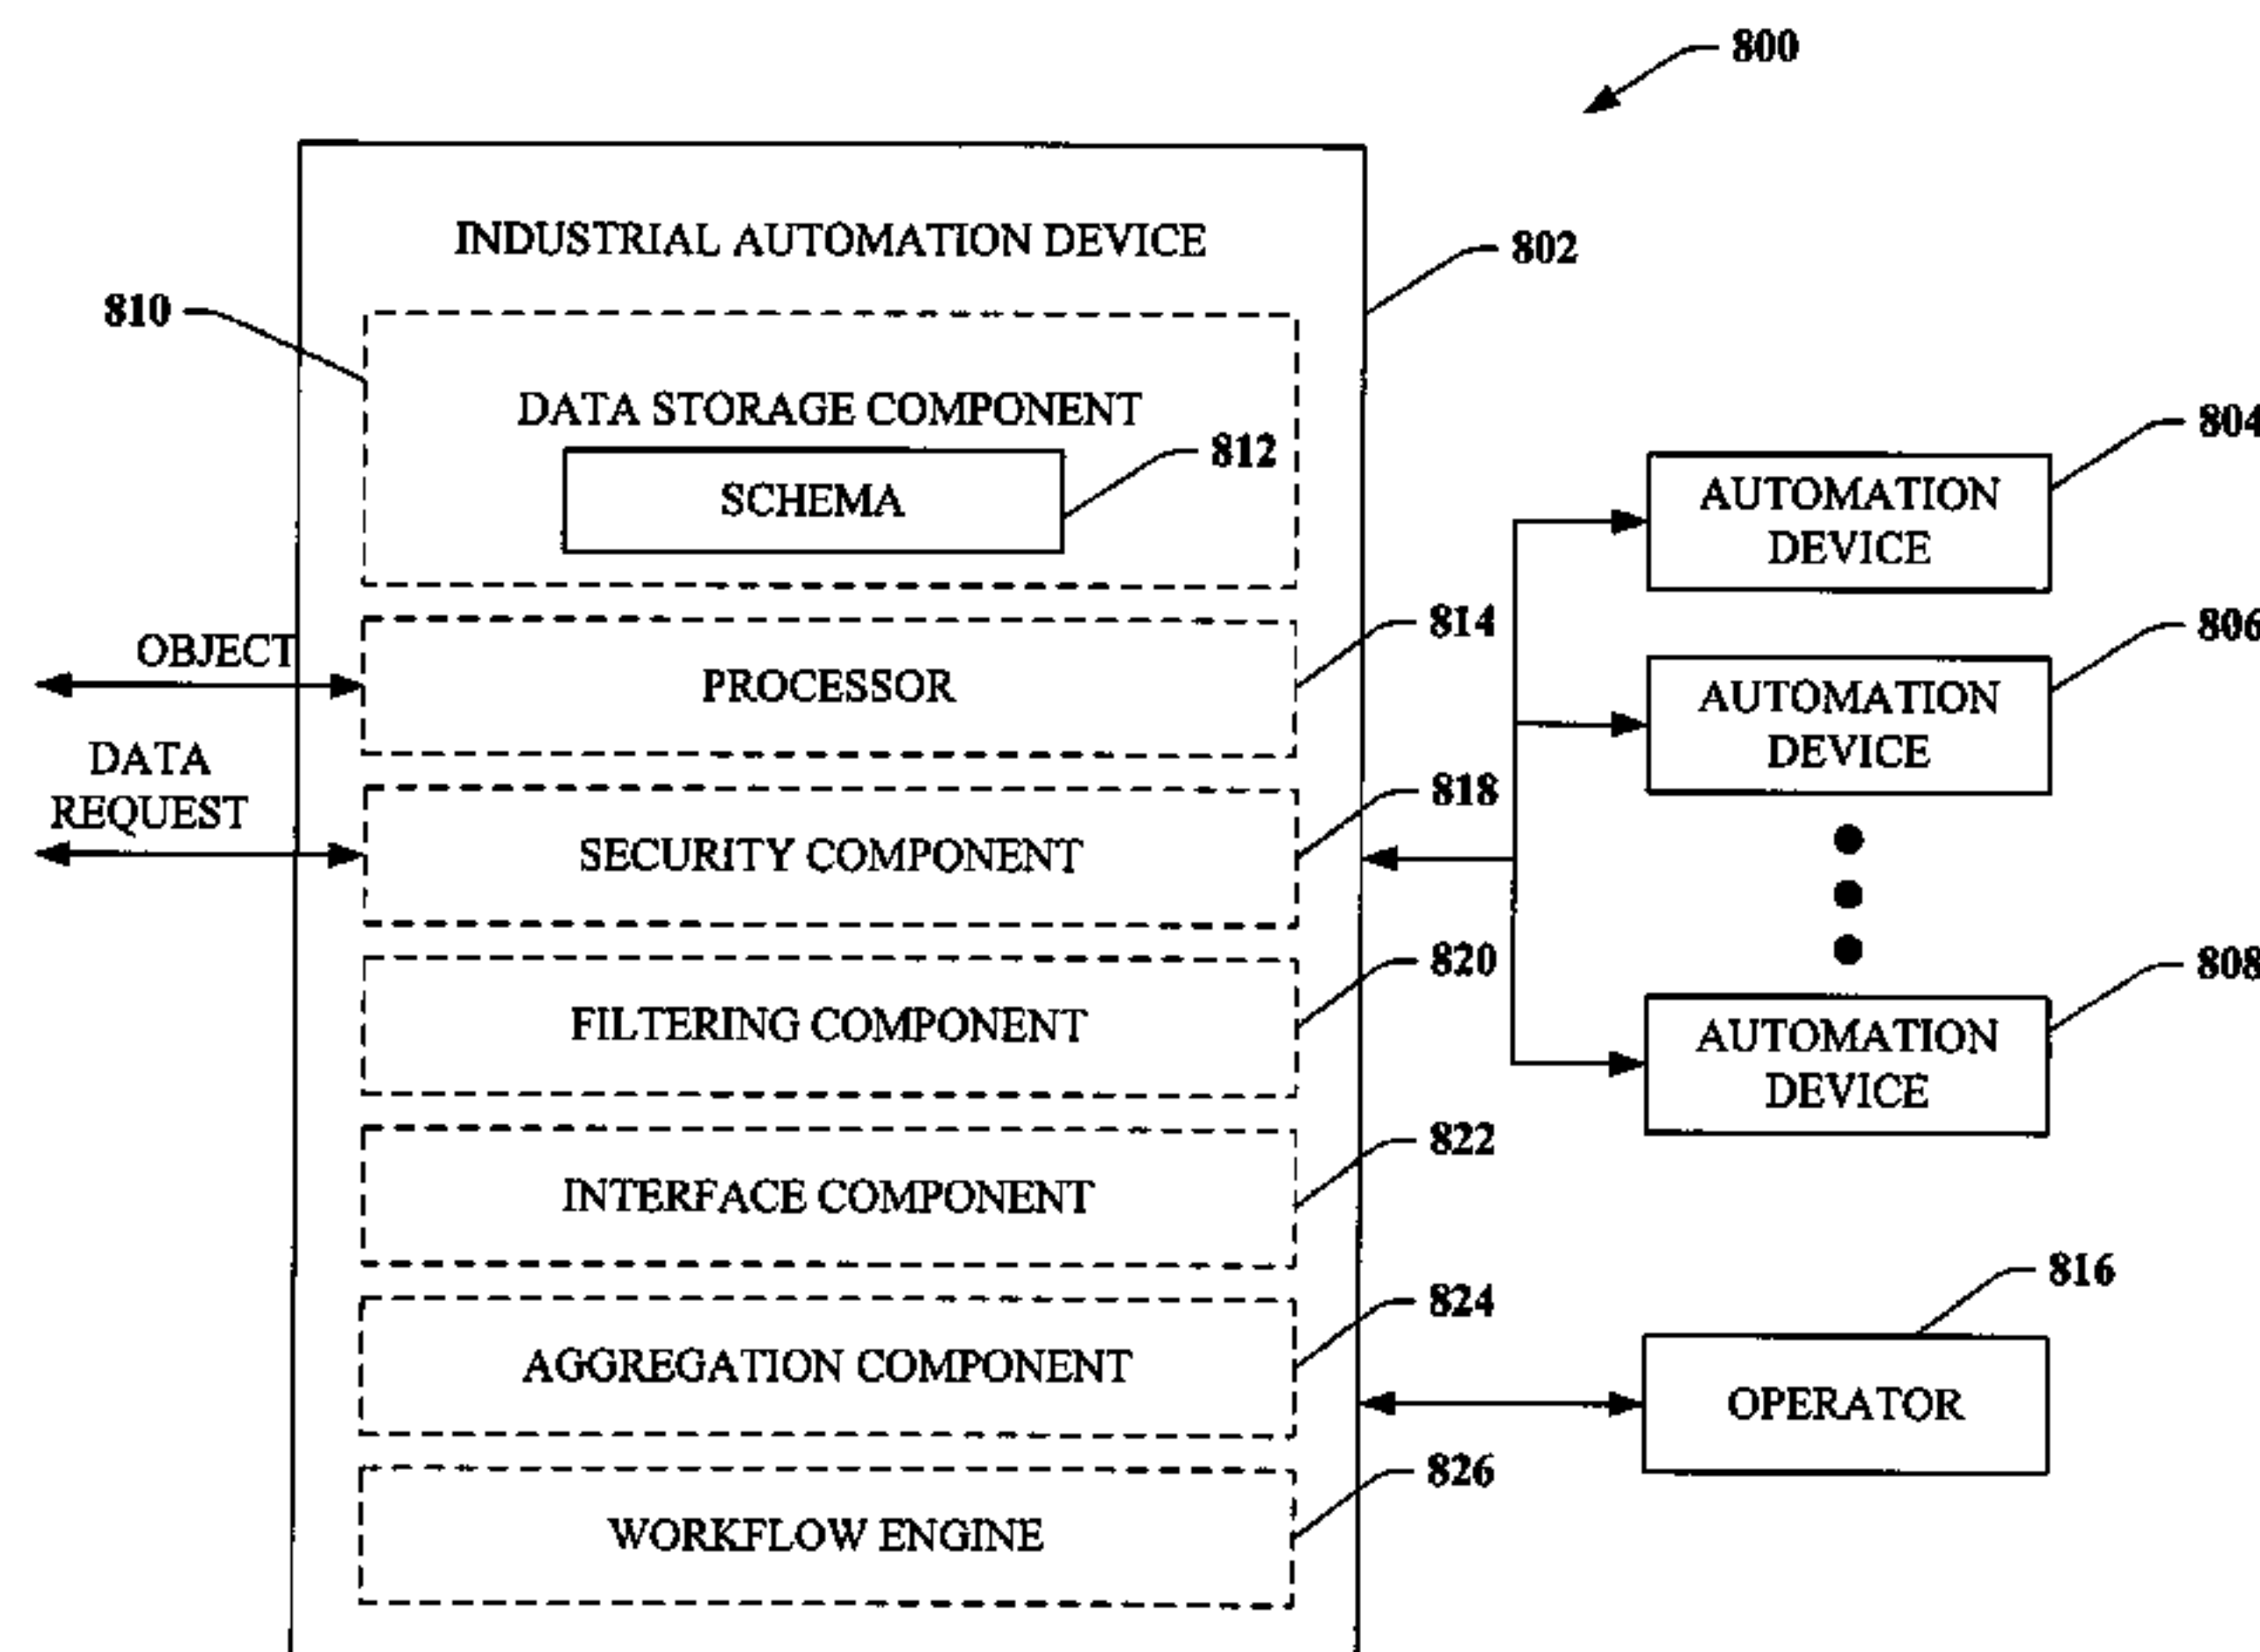 800
INDUSTRIAL AUTOMATION DEVICE
802
810
DATA STORAGE COMPONENT
812
SCHEMA
804
AUTOMATION
DEVICE
OBJECT
814
PROCESSOR
806
AUTOMATION
DEVICE
DATA
REQUEST
818
SECURITY COMPONENT
820
FILTERING COMPONENT
808
AUTOMATION
DEVICE
822
INTERFACE COMPONENT
824
AGGREGATION COMPONENT
816
OPERATOR
826
WORKFLOW ENGINE